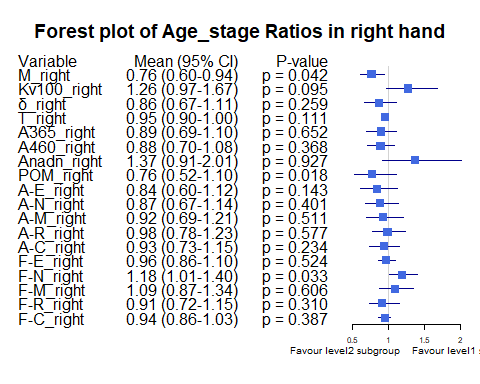 Forest plot of Age_stage Ratios in right hand
Variable Mean (95% CI) P-value
M_right 0.76 (0.60-0.94) p = 0.042
Kv100_right 1.26 (0.97-1.67) p = 0.095
δ_right 0.86 (0.67-1.11) p = 0.259
T_right 0.95 (0.90-1.00) p = 0.111
A365_right 0.89 (0.69-1.10) p = 0.652
A460_right 0.88 (0.70-1.08) p = 0.368
Anadn_right 1.37 (0.91-2.01) p = 0.927
POM_right 0.76 (0.52-1.10) p = 0.018
A-E_right 0.84 (0.60-1.12) p = 0.143
A-N_right 0.87 (0.67-1.14) p = 0.401
A-M_right 0.92 (0.69-1.21) p = 0.511
A-R_right 0.98 (0.78-1.23) p = 0.577
A-C_right 0.93 (0.73-1.15) p = 0.234
F-E_right 0.96 (0.86-1.10) p = 0.524
F-N_right 1.18 (1.01-1.40) p = 0.033
F-M_right 1.09 (0.87-1.34) p = 0.606
F-R_right 0.91 (0.72-1.15) p = 0.310
F-C_right 0.94 (0.86-1.03) p = 0.387
0.5 1 1.5 2
Favour level2 subgroup Favour level1 s